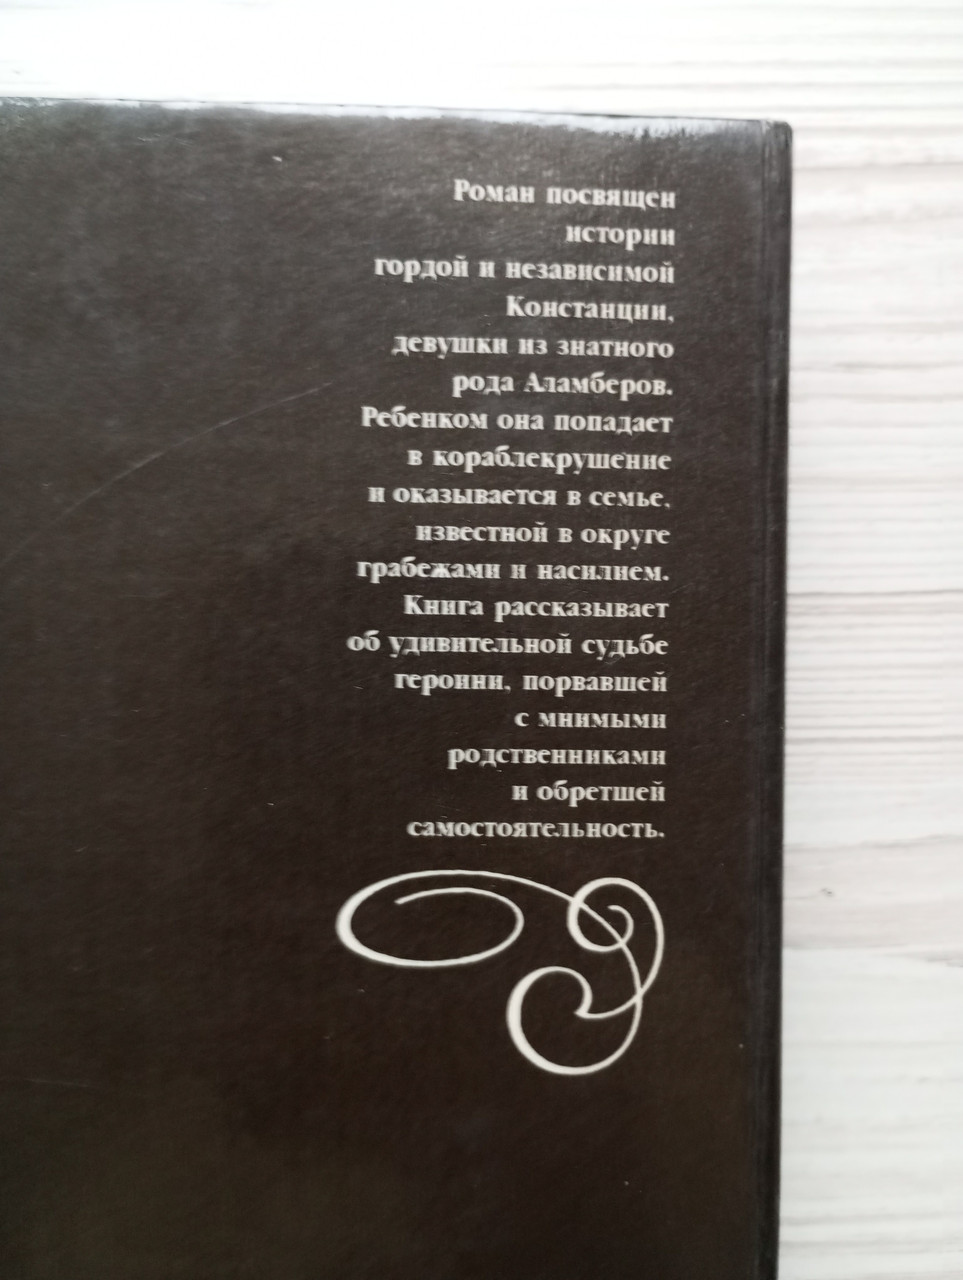 Роман посвящен
истории
гордой и независимой
Констанции,
девушки из знатного
рода Аламберов.
Ребенком она попадает
в кораблекрушение
и оказывается в семье,
известной в округе
грабежами и насилием.
Книга рассказывает
об удивительной судьбе
героини, порвавшей
с мнимыми
родственниками
и обретшей
самостоятельность.